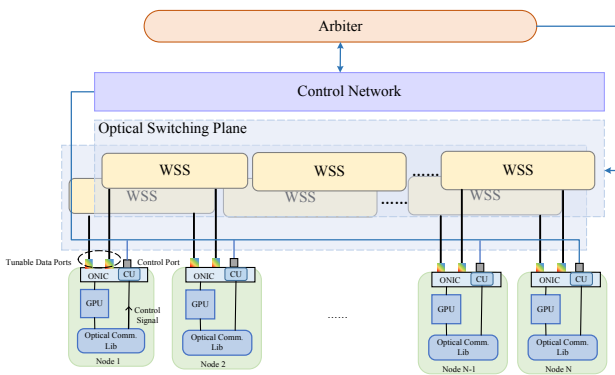 Arbiter
Control Network
Optical Switching Plane
WSS
WSS
......
WSS
WSS
WSS
......
WSS
Tunable Data Ports
Control Port
ONIC
CU
ONIC
CU
ONIC
CU
ONIC
CU
GPU
Control
Signal
GPU
GPU
GPU
......
Optical Comm.
Lib
Optical Comm.
Lib
Optical Comm.
Lib
Optical Comm.
Lib
Node 1
Node 2
Node N-1
Node N